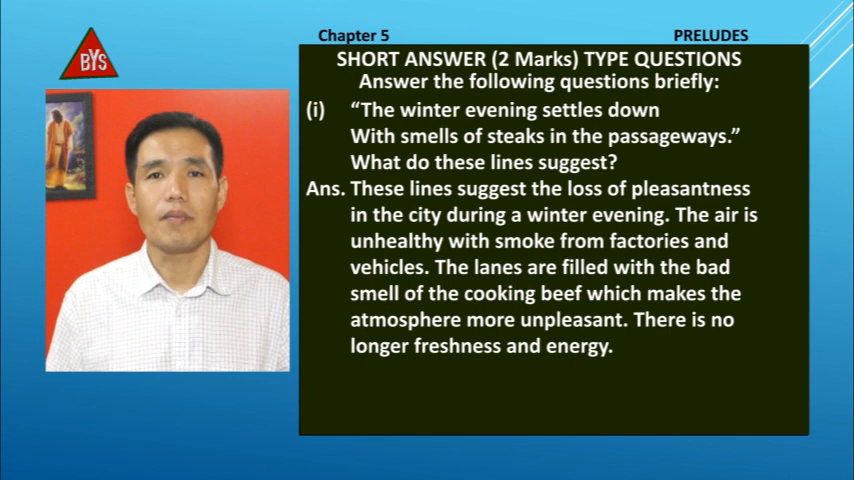 BYS
Chapter 5 PRELUDES
SHORT ANSWER (2 Marks) TYPE QUESTIONS
Answer the following questions briefly:
(i) “The winter evening settles down
With smells of steaks in the passageways.”
What do these lines suggest?
Ans. These lines suggest the loss of pleasantness
in the city during a winter evening. The air is
unhealthy with smoke from factories and
vehicles. The lanes are filled with the bad
smell of the cooking beef which makes the
atmosphere more unpleasant. There is no
longer freshness and energy.